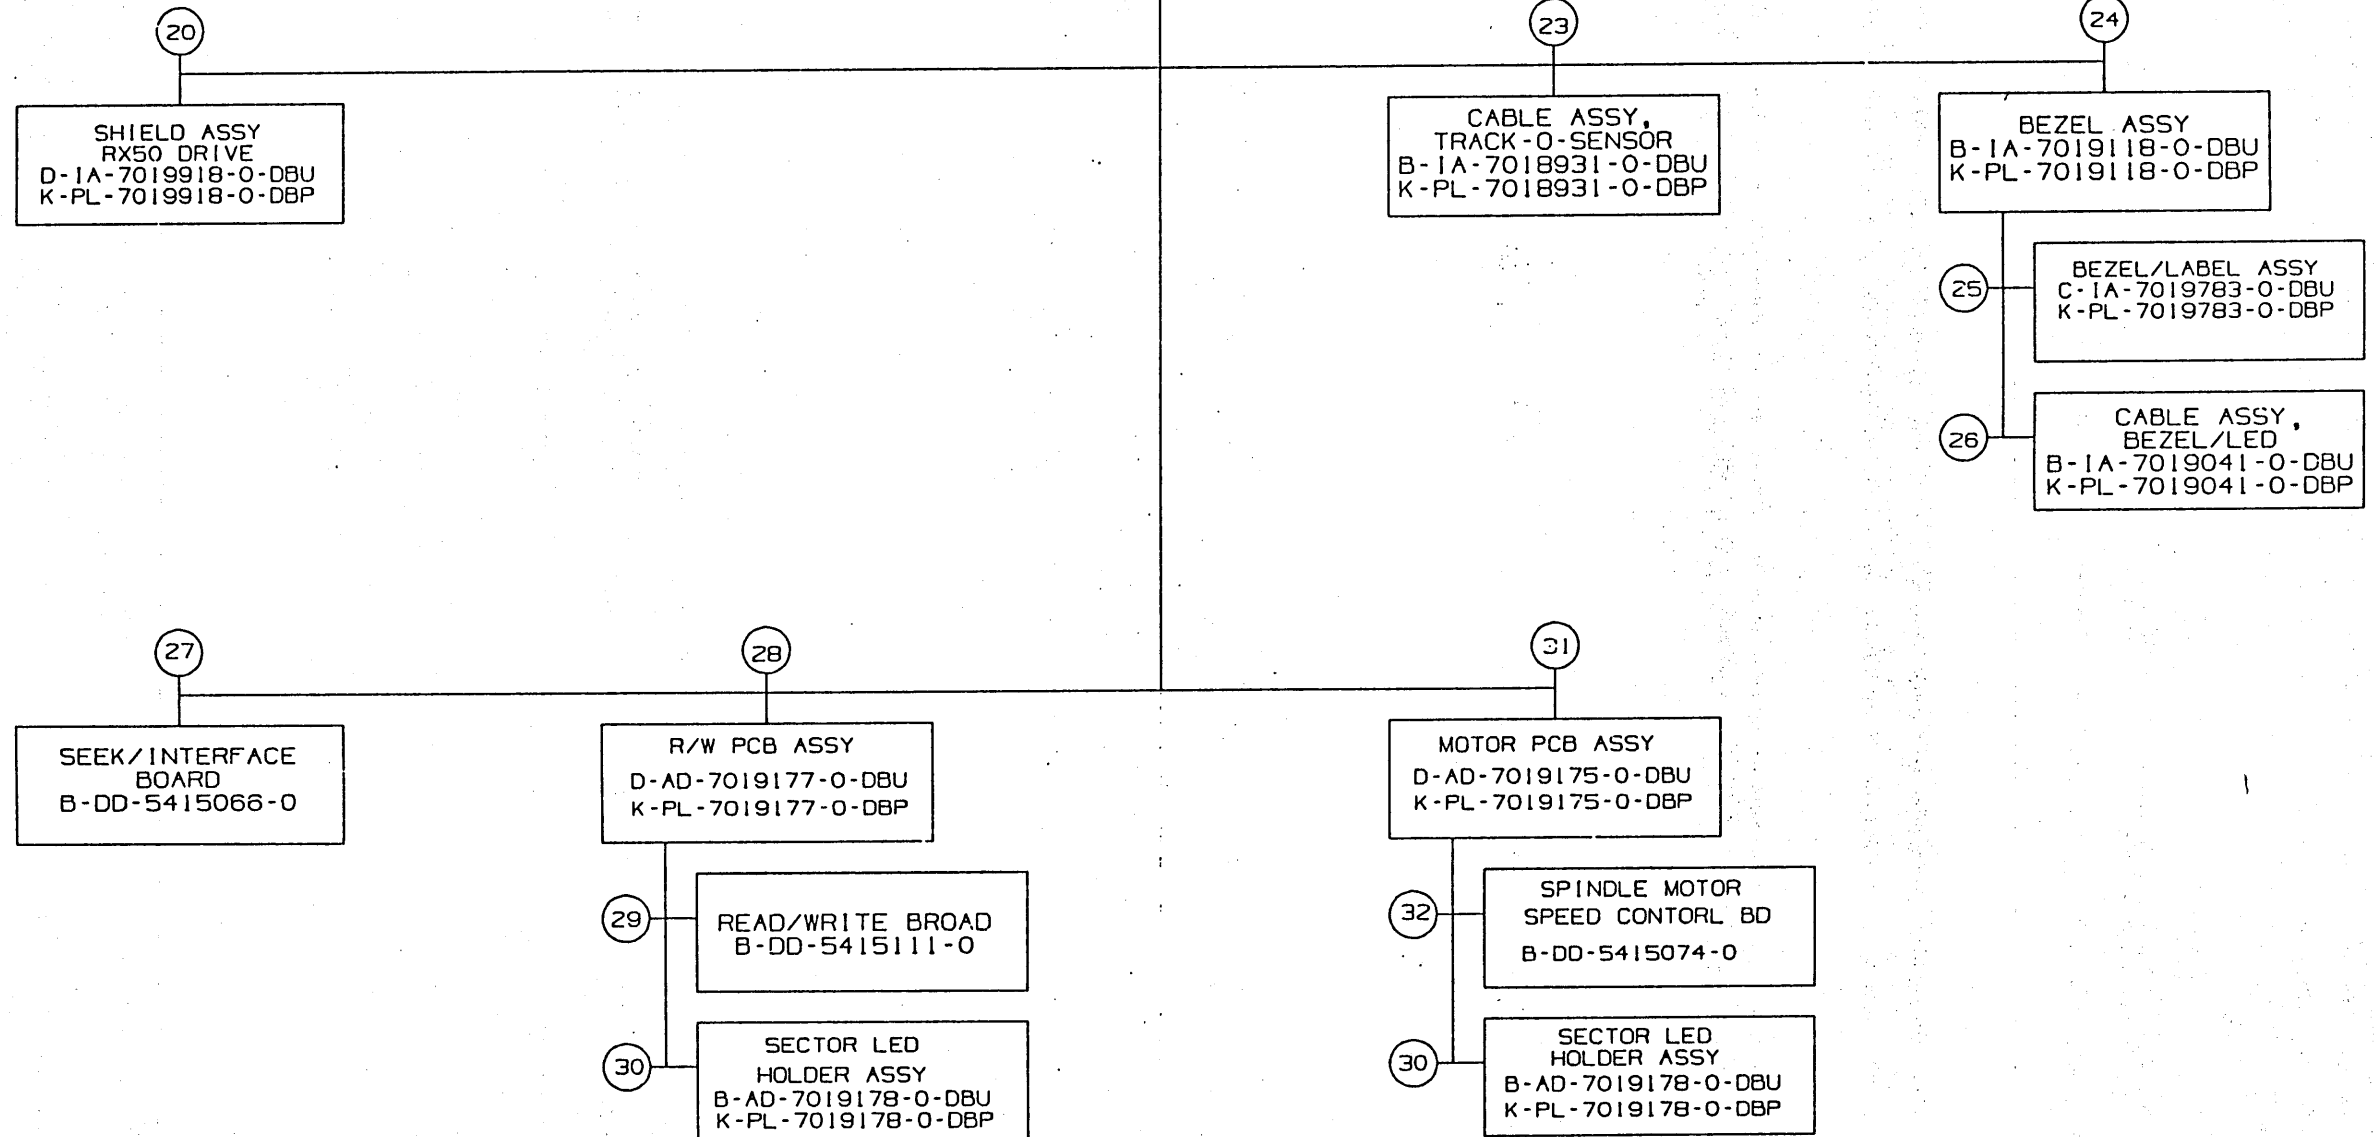 20
SHIELD ASSY
RX50 DRIVE
D-IA-7019918-0-DBU
K-PL-7019918-0-DBP
23
CABLE ASSY,
TRACK-0-SENSOR
B-IA-7018931-0-DBU
K-PL-7018931-0-DBP
24
BEZEL ASSY
B-IA-7019118-0-DBU
K-PL-7019118-0-DBP
25
BEZEL/LABEL ASSY
C-IA-7019783-0-DBU
K-PL-7019783-0-DBP
26
CABLE ASSY,
BEZEL/LED
B-IA-7019041-0-DBU
K-PL-7019041-0-DBP
27
SEEK/INTERFACE
BOARD
B-DD-5415066-0
28
R/W PCB ASSY
D-AD-7019177-0-DBU
K-PL-7019177-0-DBP
29
READ/WRITE BROAD
B-DD-5415111-0
30
SECTOR LED
HOLDER ASSY
B-AD-7019178-0-DBU
K-PL-7019178-0-DBP
31
MOTOR PCB ASSY
D-AD-7019175-0-DBU
K-PL-7019175-0-DBP
32
SPINDLE MOTOR
SPEED CONTORL BD
B-DD-5415074-0
30
SECTOR LED
HOLDER ASSY
B-AD-7019178-0-DBU
K-PL-7019178-0-DBP